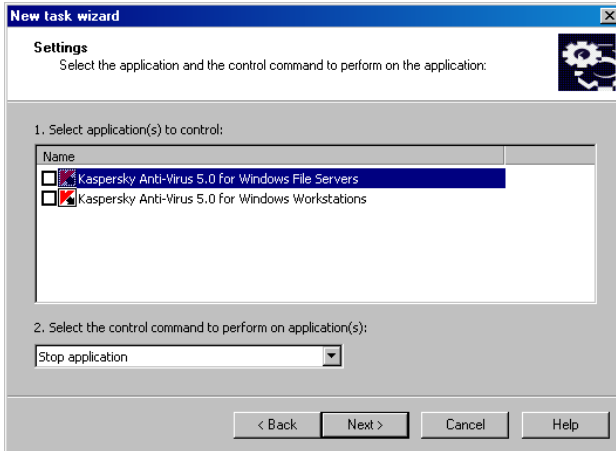 New task wizard
Settings
Select the application and the control command to perform on the application:
1. Select application(s) to control:
Name
Kaspersky Anti-Virus 5.0 for Windows File Servers
Kaspersky Anti-Virus 5.0 for Windows Workstations
2. Select the control command to perform on application(s):
Stop application
< Back Next > Cancel Help